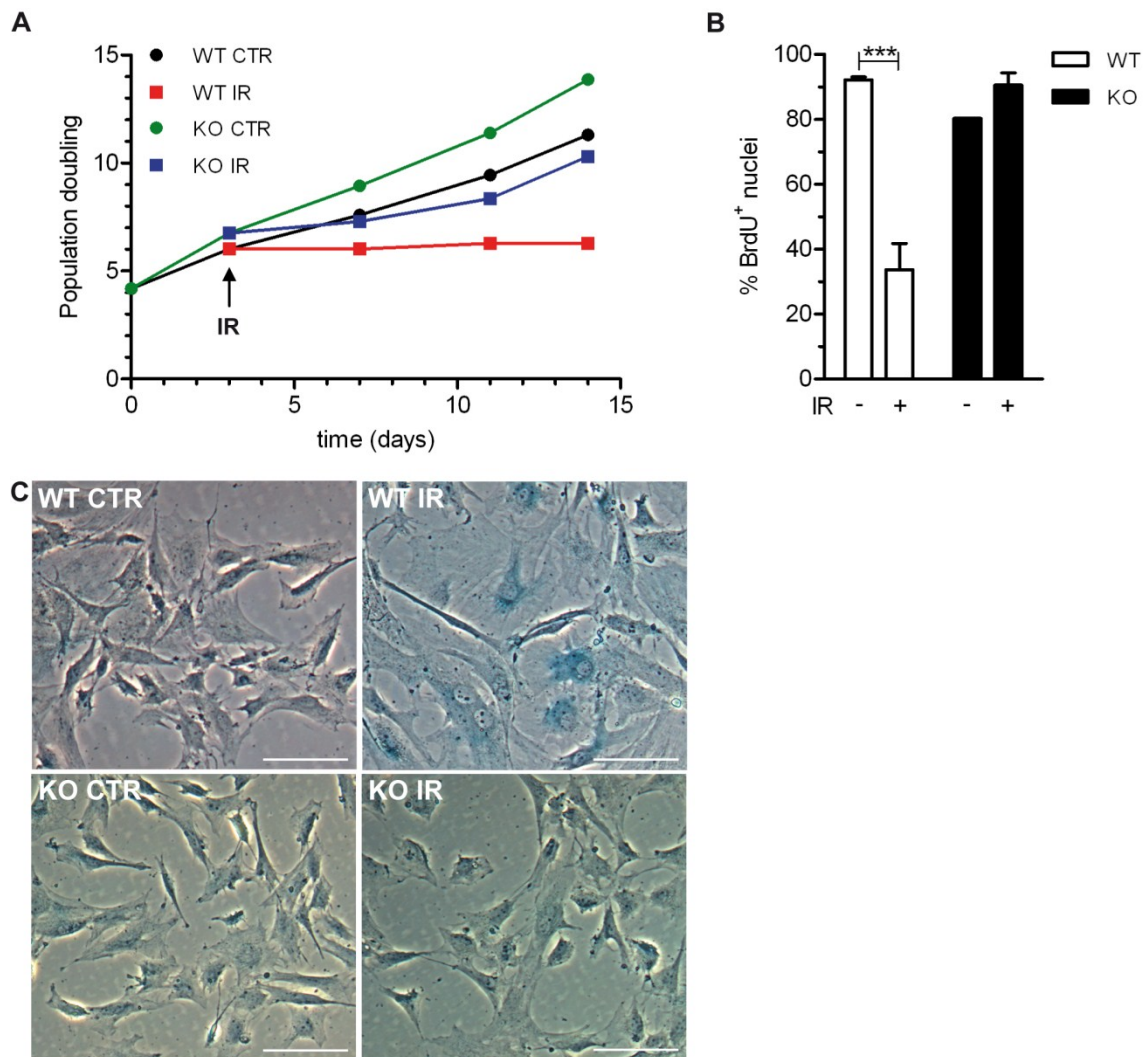 A
WT CTR
WT IR
KO CTR
KO IR
Population doubling
15
10
5
0
IR
0 5 10 15
time (days)
B
***
WT
KO
% BrdU+ nuclei
100
80
60
40
20
0
IR - + - +
C
WT CTR
WT IR
KO CTR
KO IR